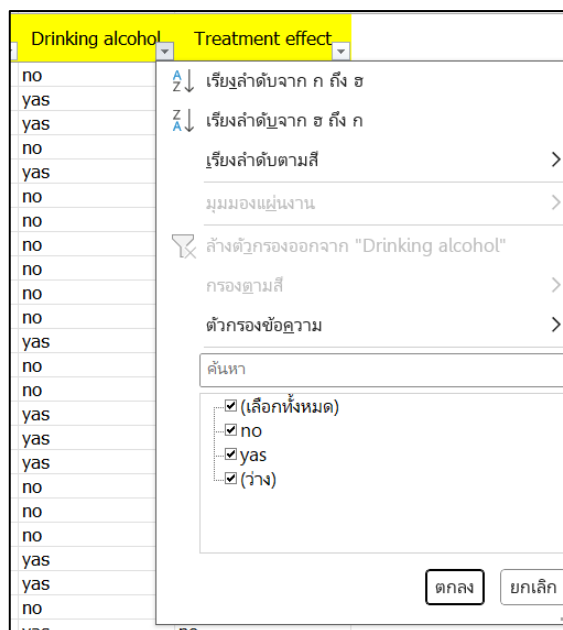 Drinking alcohol Treatment effect
no
yas
yas
no
yas
no
no
no
no
no
no
yas
no
no
yas
yas
yas
no
no
no
yas
yas
no
yas no
เรียงลำดับจาก ก ถึง ฮ
เรียงลำดับจาก ฮ ถึง ก
เรียงลำดับตามสี
มุมมองแผ่นงาน
ล้างตัวกรองออกจาก "Drinking alcohol"
กรองตามสี
ตัวกรองข้อความ
ค้นหา
(เลือกทั้งหมด)
no
yas
(ว่าง)
ตกลง ยกเลิก